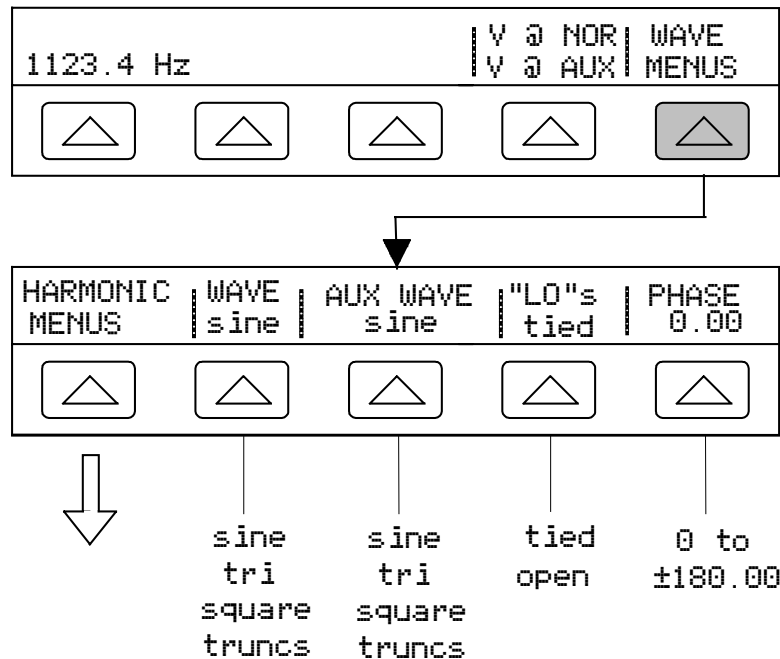 V @ NOR WAVE
1123.4 Hz V @ AUX MENUS
HARMONIC WAVE AUX WAVE "LO"s PHASE
MENUS sine sine tied 0.00
sine sine tied 0 to
tri tri open ±180.00
square square
truncs truncs